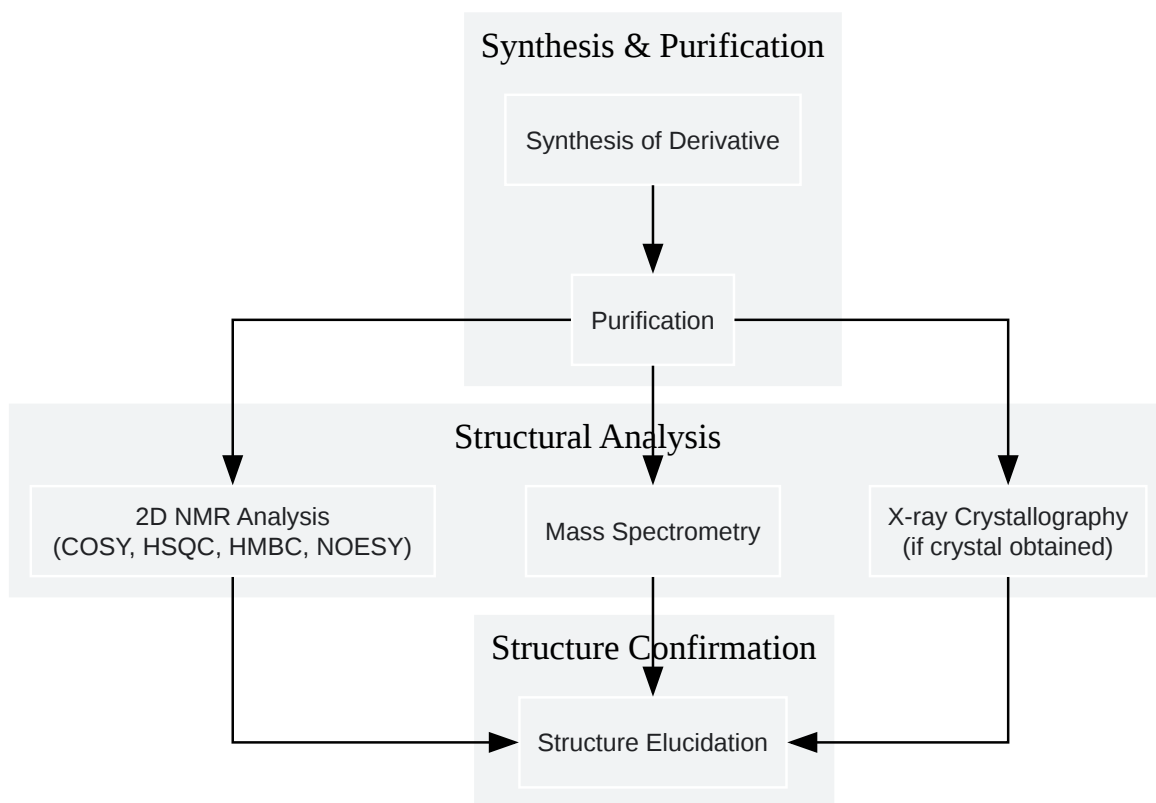 Synthesis & Purification
Synthesis of Derivative
Purification
Structural Analysis
2D NMR Analysis
(COSY, HSQC, HMBC, NOESY)
Mass Spectrometry
X-ray Crystallography
(if crystal obtained)
Structure Confirmation
Structure Elucidation